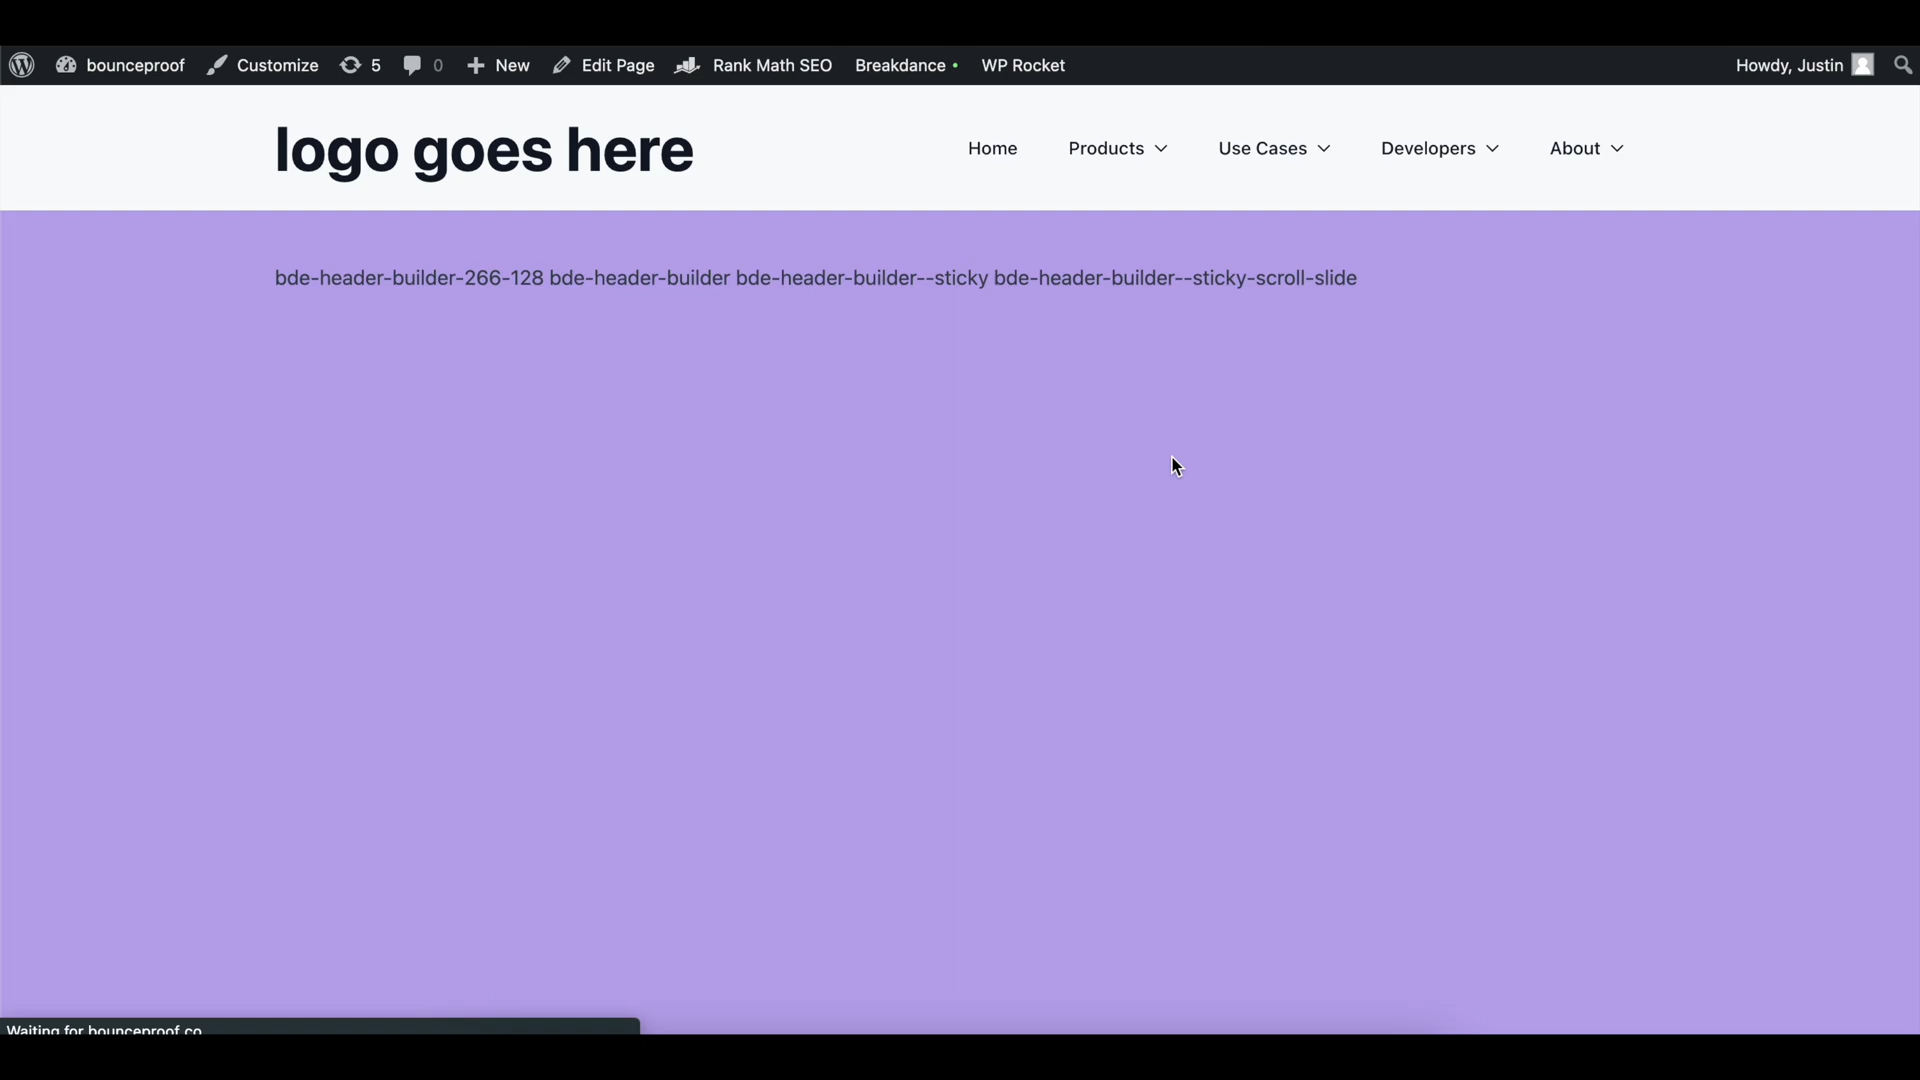 bounceproof Customize 5 0 New Edit Page Rank Math SEO Breakdance WP Rocket Howdy, Justin
logo goes here Home Products Use Cases Developers About
bde-header-builder-266-128 bde-header-builder bde-header-builder--sticky bde-header-builder--sticky-scroll-slide
Waiting for bounceproof.co